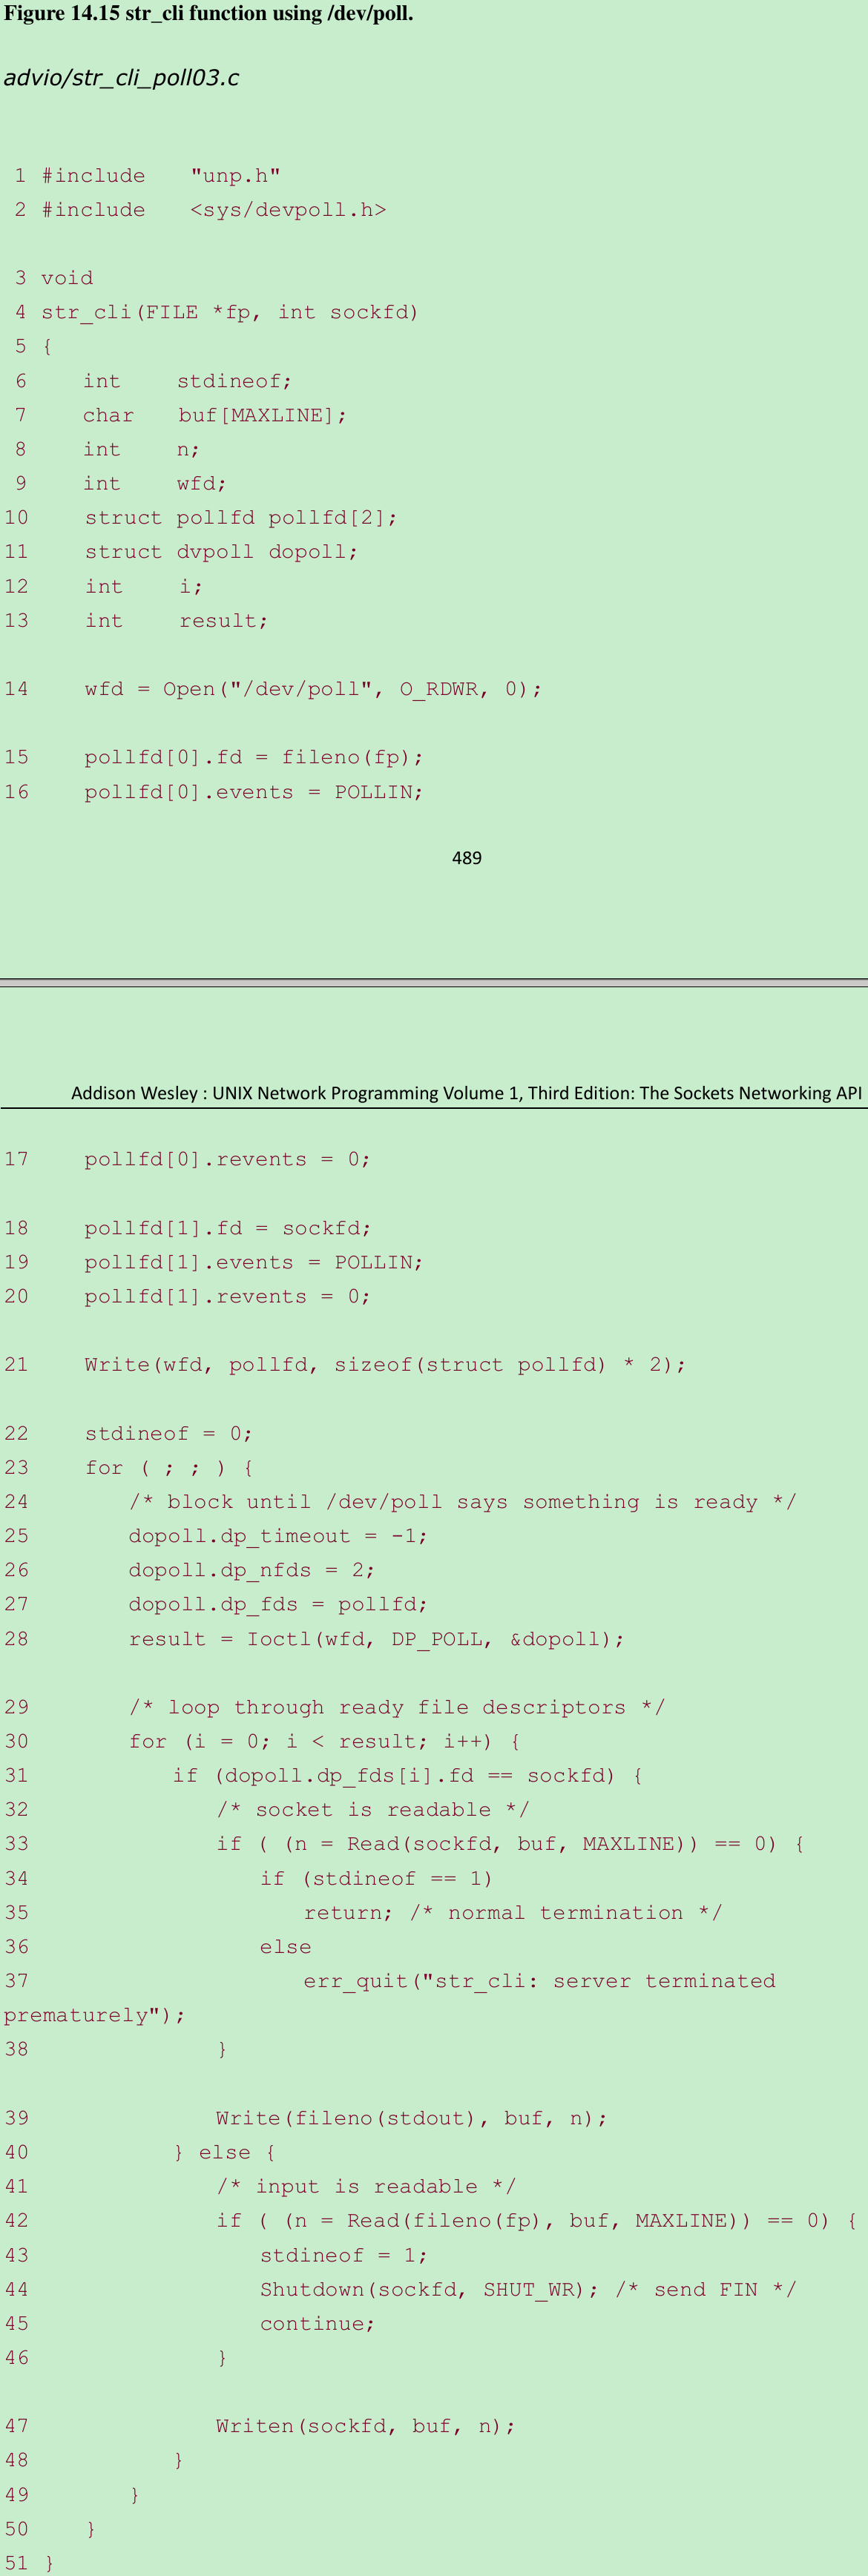 Figure 14.15 str_cli function using /dev/poll.
advio/str_cli_poll03.c
1 #include "unp.h"
2 #include <sys/devpoll.h>
3 void
4 str_cli(FILE *fp, int sockfd)
5 {
6 int stdineof;
7 char buf[MAXLINE];
8 int n;
9 int wfd;
10 struct pollfd pollfd[2];
11 struct dvpoll dopoll;
12 int i;
13 int result;
14 wfd = Open("/dev/poll", O_RDWR, 0);
15 pollfd[0].fd = fileno(fp);
16 pollfd[0].events = POLLIN;
489
Addison Wesley : UNIX Network Programming Volume 1, Third Edition: The Sockets Networking API
17 pollfd[0].revents = 0;
18 pollfd[1].fd = sockfd;
19 pollfd[1].events = POLLIN;
20 pollfd[1].revents = 0;
21 Write(wfd, pollfd, sizeof(struct pollfd) * 2);
22 stdineof = 0;
23 for ( ; ; ) {
24 /* block until /dev/poll says something is ready */
25 dopoll.dp_timeout = -1;
26 dopoll.dp_nfds = 2;
27 dopoll.dp_fds = pollfd;
28 result = Ioctl(wfd, DP_POLL, &dopoll);
29 /* loop through ready file descriptors */
30 for (i = 0; i < result; i++) {
31 if (dopoll.dp_fds[i].fd == sockfd) {
32 /* socket is readable */
33 if ( (n = Read(sockfd, buf, MAXLINE)) == 0) {
34 if (stdineof == 1)
35 return; /* normal termination */
36 else
37 err_quit("str_cli: server terminated
prematurely");
38 }
39 Write(fileno(stdout), buf, n);
40 } else {
41 /* input is readable */
42 if ( (n = Read(fileno(fp), buf, MAXLINE)) == 0) {
43 stdineof = 1;
44 Shutdown(sockfd, SHUT_WR); /* send FIN */
45 continue;
46 }
47 Writen(sockfd, buf, n);
48 }
49 }
50 }
51 }